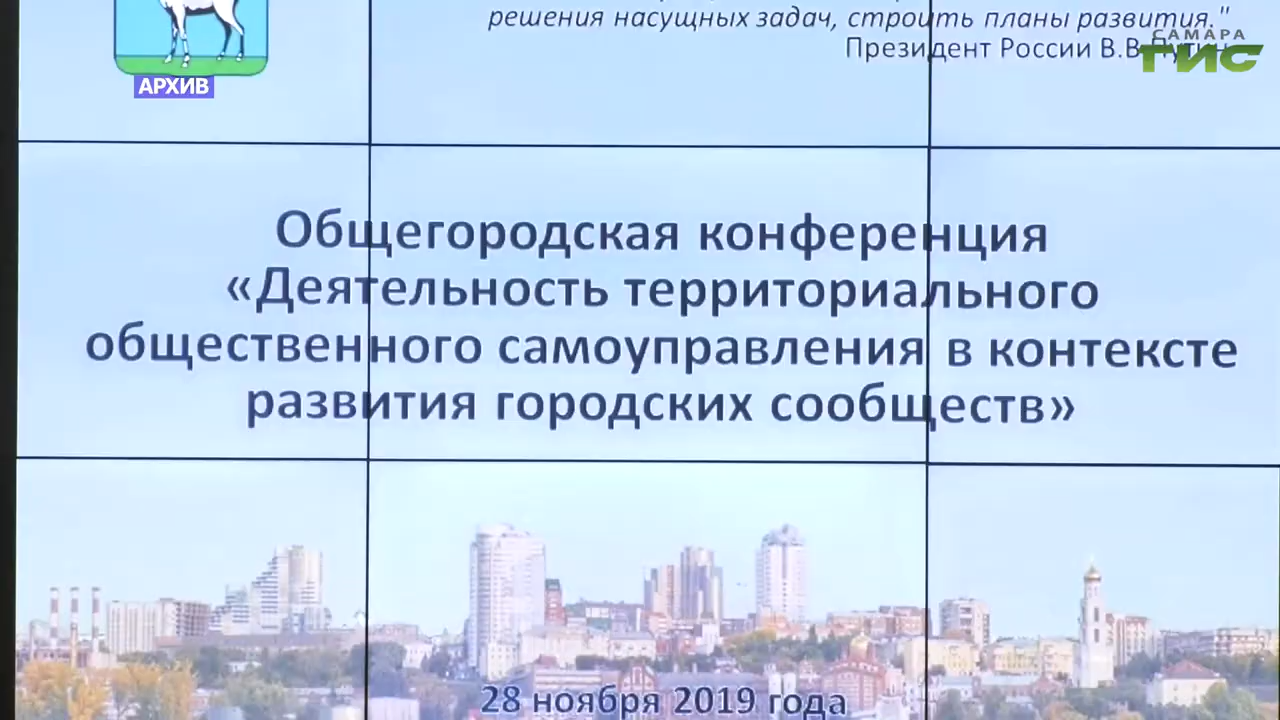 решения насущных задач, строить планы развития."
Президент России В.В. Путин
САМАРА
ГИС
АРХИВ
Общегородская конференция
«Деятельность территориального
общественного самоуправления в контексте
развития городских сообществ»
28 ноября 2019 года